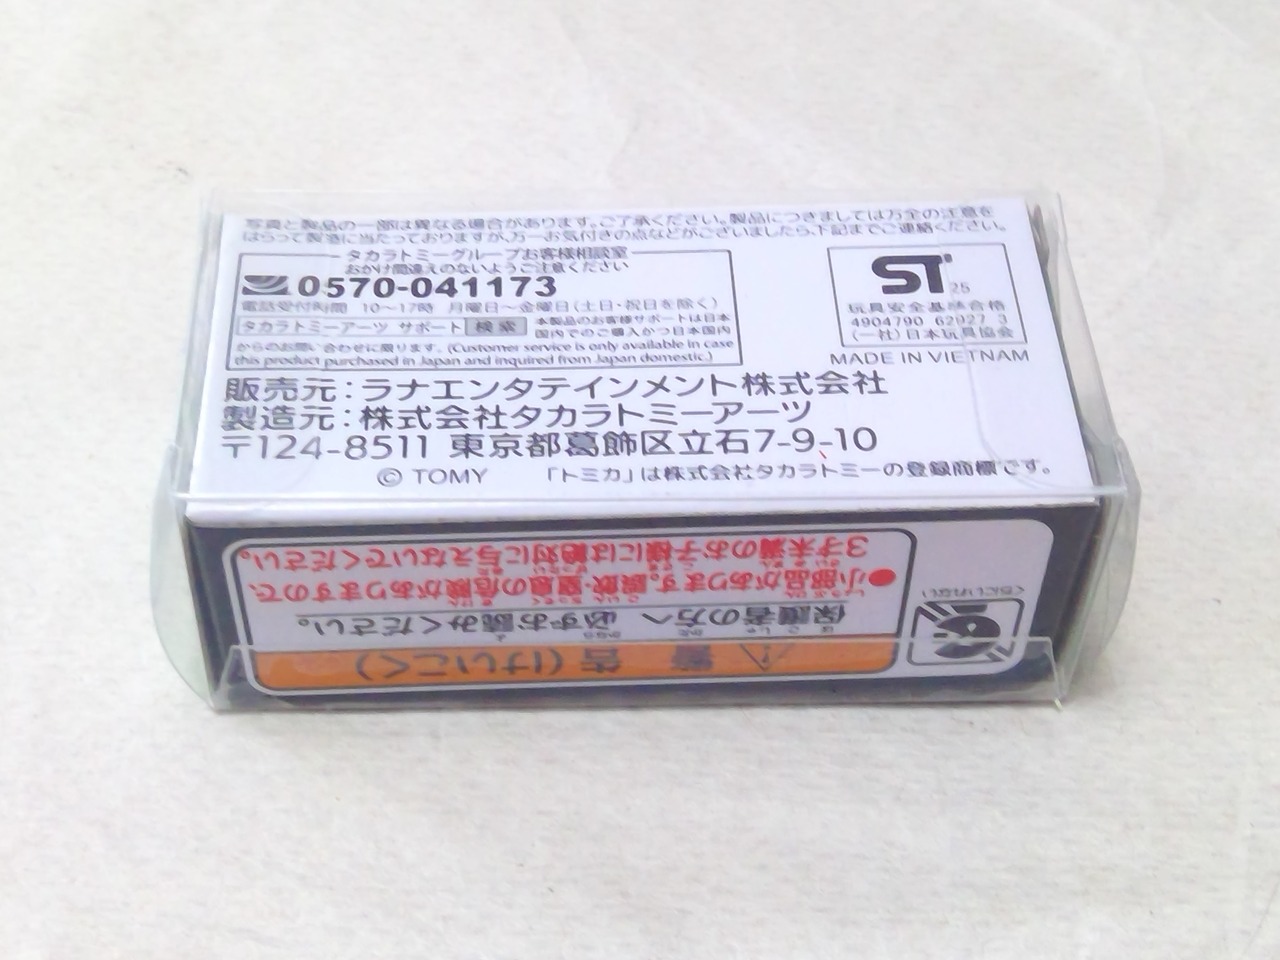 写真と製品の一部は異なる場合があります。ご了承ください。製品につきましては万全の注意を
はらって製造に当たっておりますが、万一お気付きの点などがございましたら、下記までご連絡ください。
タカラトミーグループお客様相談室
おかけ間違えのないようご注意ください
0570-041173
電話受付時間 10〜17時 月曜日〜金曜日(土日・祝日を除く)
タカラトミーアーツ サポート 検索 本製品のお客様サポートは日本
国内でのご購入かつ日本国内
からのお問い合わせに限ります。(Customer service is only available in case
this product purchased in Japan and inquired from Japan domestic.)
ST 25
玩具安全基準合格
4904790 62927 3
(一社)日本玩具協会
MADE IN VIETNAM
販売元:ラナエンタテインメント株式会社
製造元:株式会社タカラトミーアーツ
〒124-8511 東京都葛飾区立石7-9-10
© TOMY 「トミカ」は株式会社タカラトミーの登録商標です。
警告(けいこく)
保護者の方へ 必ずお読みください。
●小部品があります。誤飲、窒息の危険がありますので、
3才未満のお子様には絶対に与えないでください。
くちにいれない